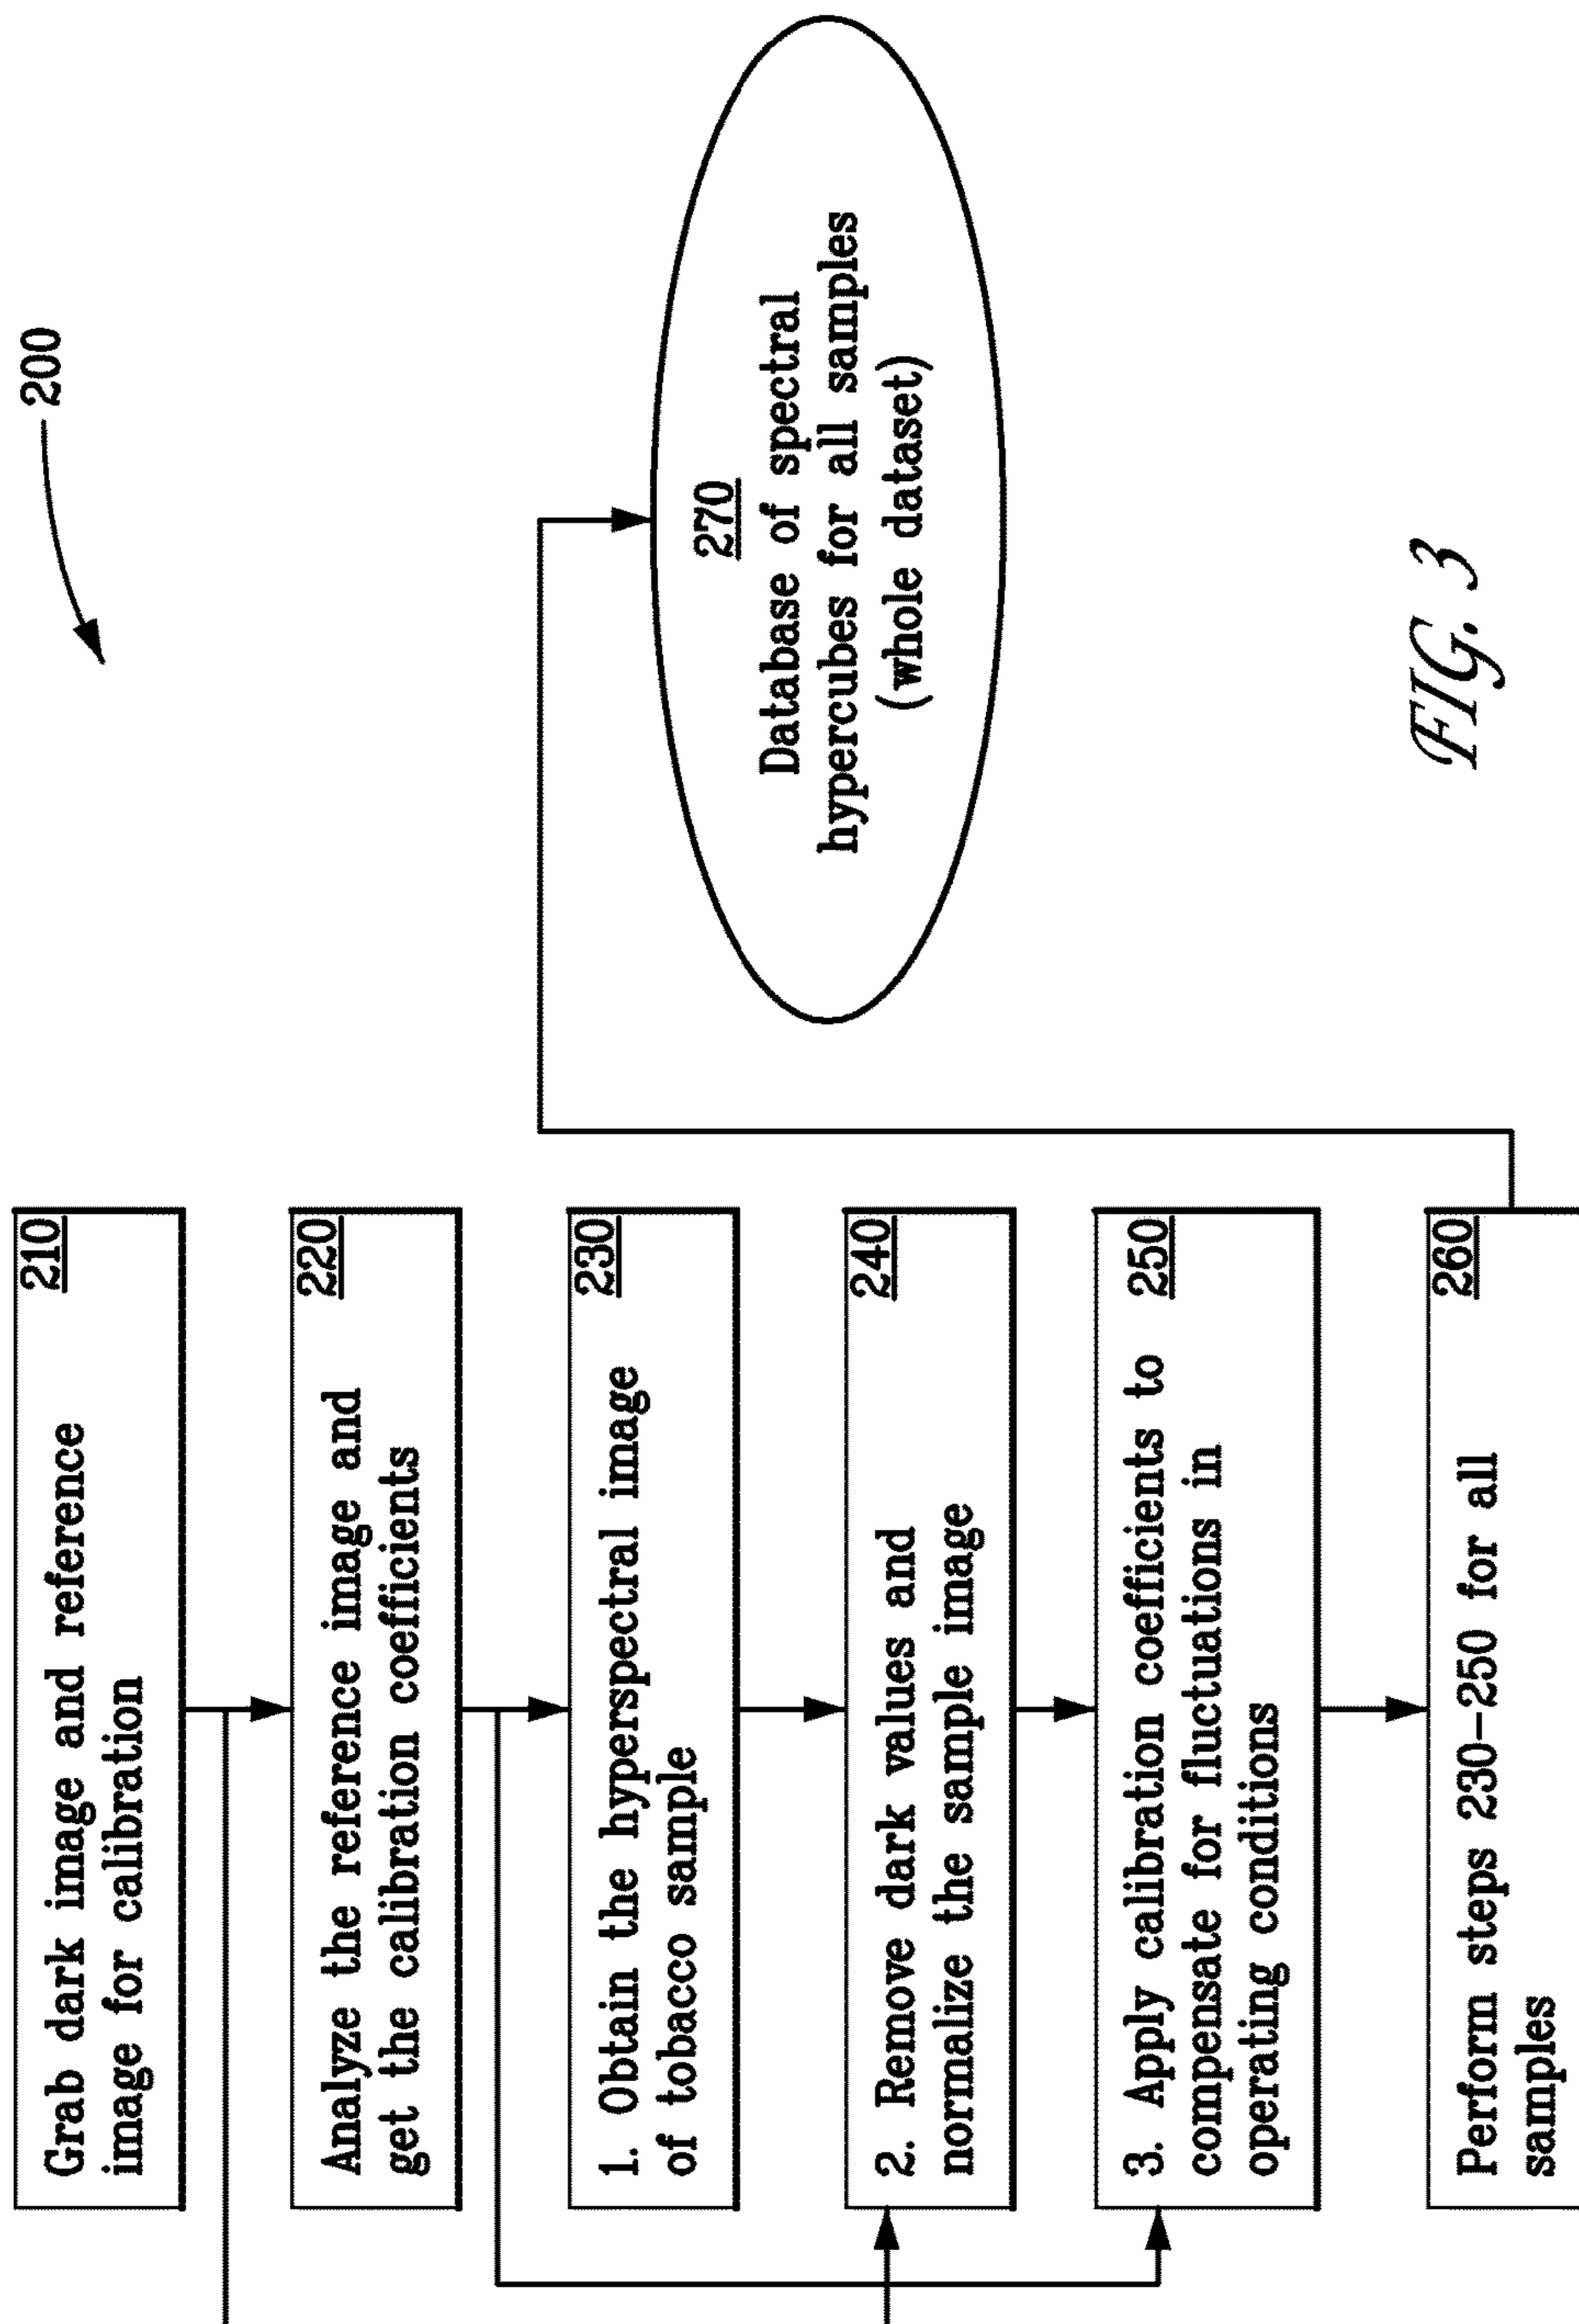 200
210
Grab dark image and reference
image for calibration
220
Analyze the reference image and
get the calibration coefficients
230
1. Obtain the hyperspectral image
of tobacco sample
240
2. Remove dark values and
normalize the sample image
250
3. Apply calibration coefficients to
compensate for fluctuations in
operating conditions
260
Perform steps 230-250 for all
samples
270
Database of spectral
hypercubes for all samples
(whole dataset)
FIG. 3